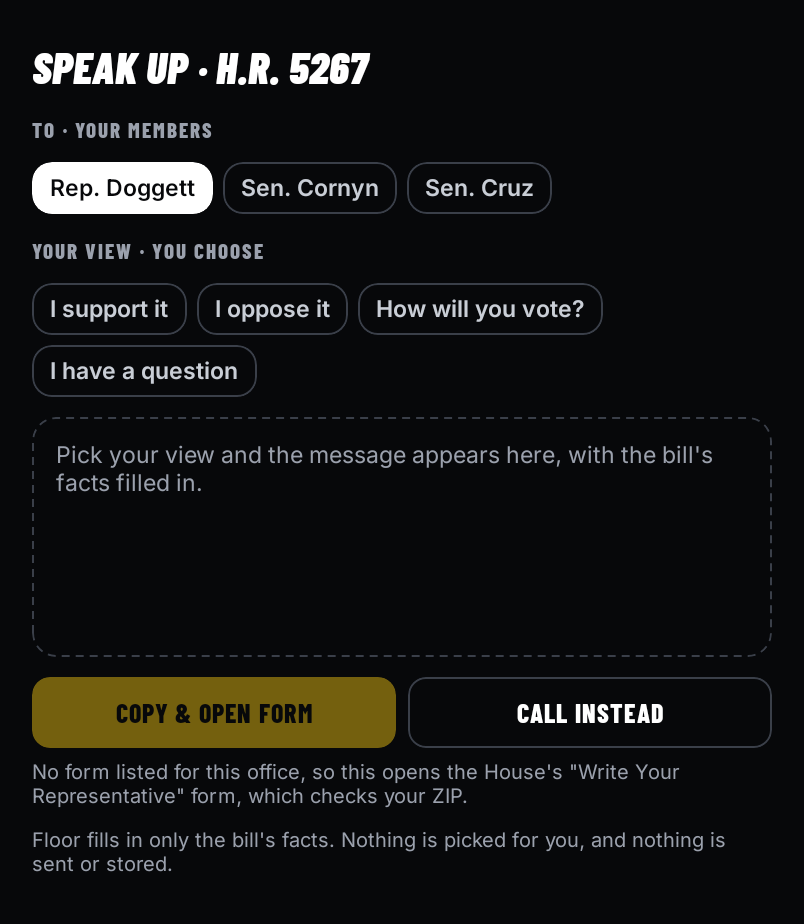 SPEAK UP · H.R. 5267
TO · YOUR MEMBERS
Rep. Doggett Sen. Cornyn Sen. Cruz
YOUR VIEW · YOU CHOOSE
I support it I oppose it How will you vote?
I have a question
Pick your view and the message appears here, with the bill's
facts filled in.
COPY & OPEN FORM CALL INSTEAD
No form listed for this office, so this opens the House's "Write Your
Representative" form, which checks your ZIP.
Floor fills in only the bill's facts. Nothing is picked for you, and nothing is
sent or stored.